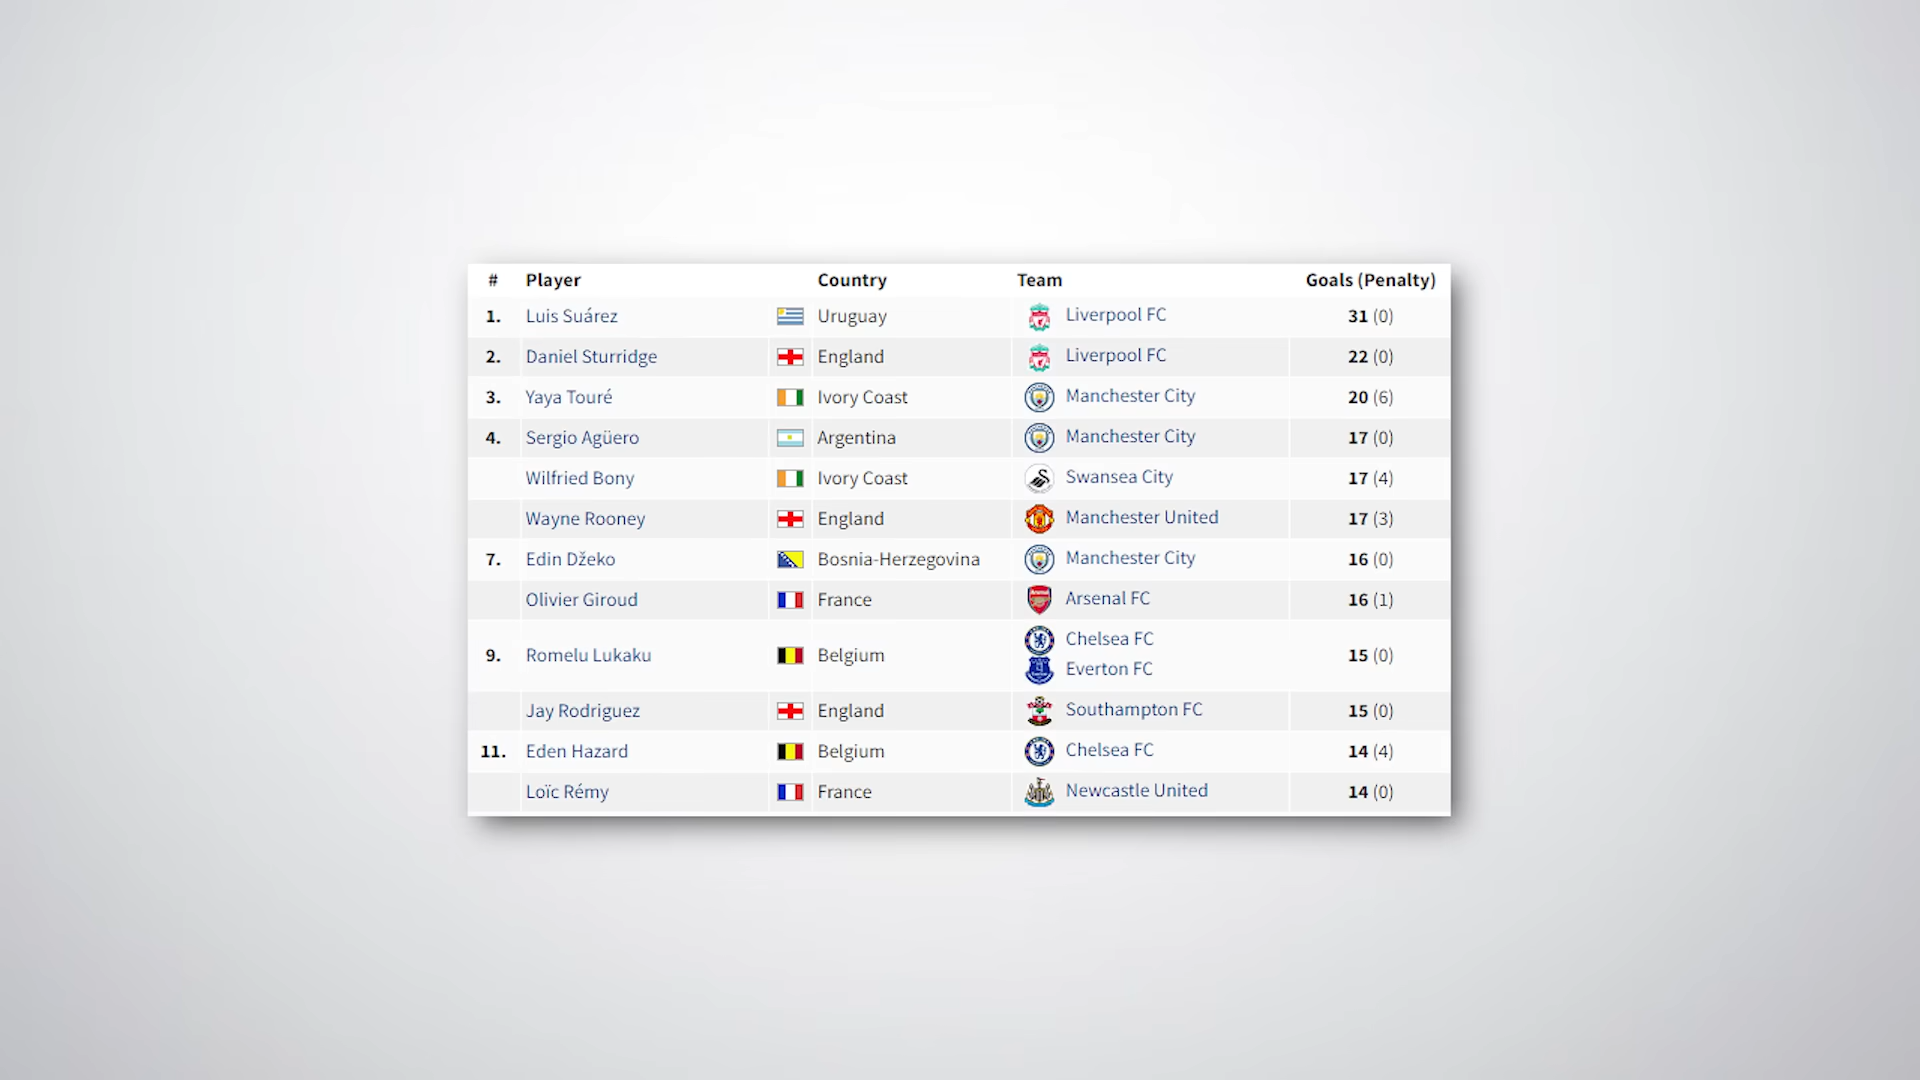 # Player Country Team Goals (Penalty)
1. Luis Suárez Uruguay Liverpool FC 31 (0)
2. Daniel Sturridge England Liverpool FC 22 (0)
3. Yaya Touré Ivory Coast Manchester City 20 (6)
4. Sergio Agüero Argentina Manchester City 17 (0)
Wilfried Bony Ivory Coast Swansea City 17 (4)
Wayne Rooney England Manchester United 17 (3)
7. Edin Džeko Bosnia-Herzegovina Manchester City 16 (0)
Olivier Giroud France Arsenal FC 16 (1)
9. Romelu Lukaku Belgium Chelsea FC 15 (0)
Everton FC
Jay Rodriguez England Southampton FC 15 (0)
11. Eden Hazard Belgium Chelsea FC 14 (4)
Loïc Rémy France Newcastle United 14 (0)